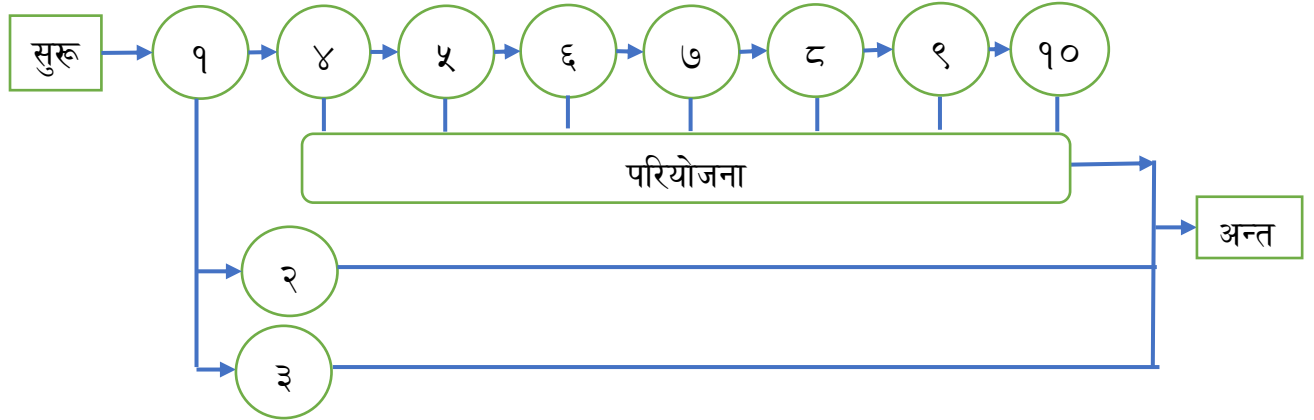 सुरू १ ४ ५ ६ ७ ८ ९ १०
परियोजना
अन्त
२
३